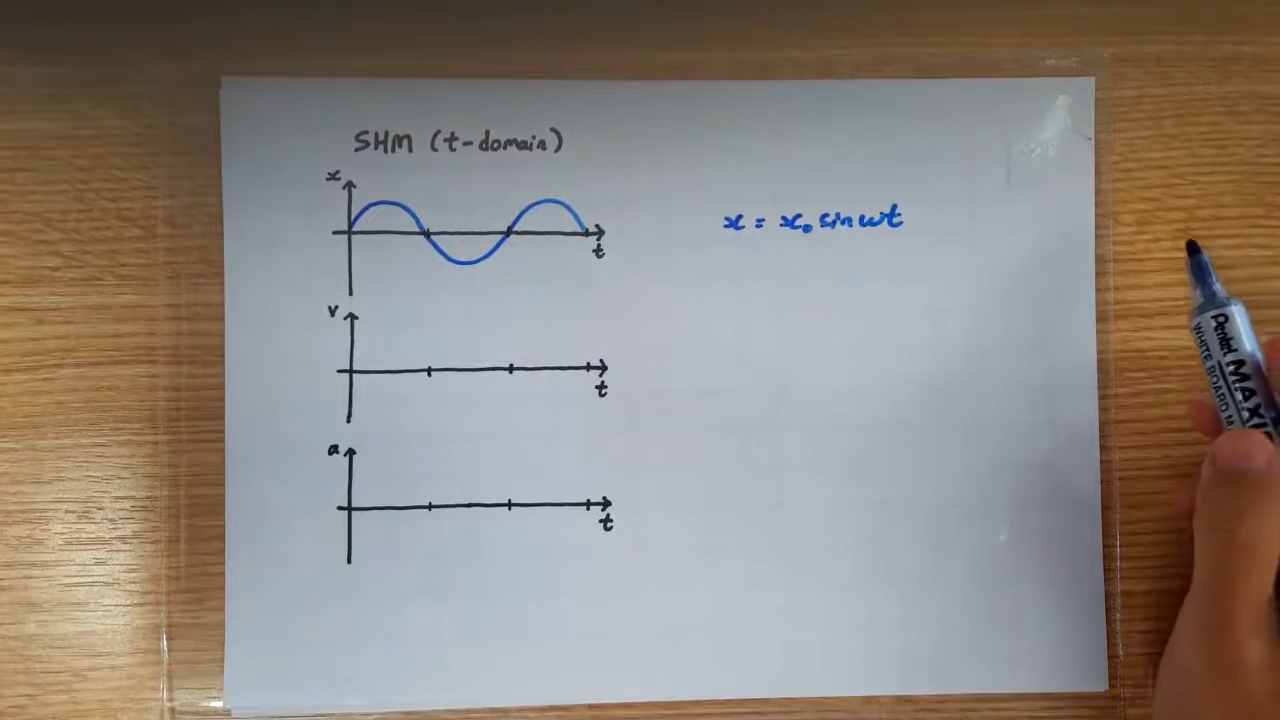 SHM (t-domain)
x
x = x₀ sin ωt
t
v
t
a
t
Pentel MAXI
WHITE BOARD M